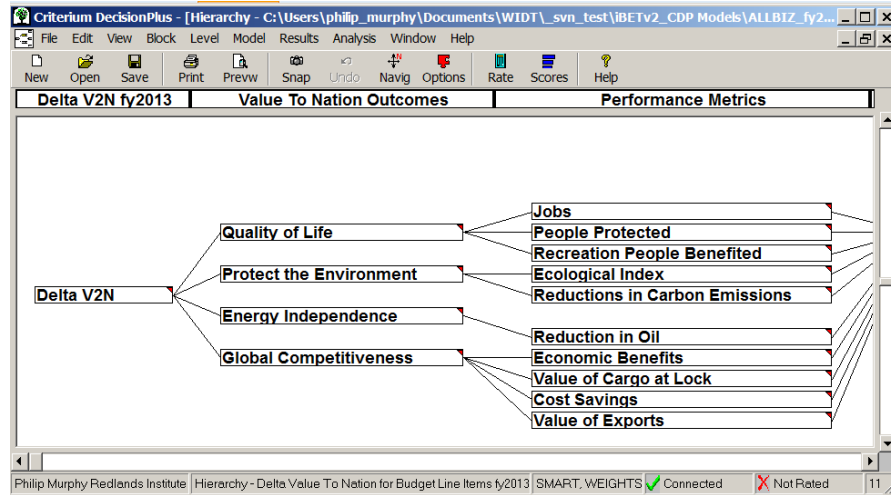 Criterium DecisionPlus - [Hierarchy - C:\Users\philip_murphy\Documents\WIDT\_svn_test\iBETv2_CDP Models\ALLBIZ_fy2...
File Edit View Block Level Model Results Analysis Window Help
New Open Save Print Prevw Snap Undo Navig Options Rate Scores Help
Delta V2N fy2013 Value To Nation Outcomes Performance Metrics
Jobs
Quality of Life People Protected
Recreation People Benefited
Protect the Environment Ecological Index
Delta V2N Reductions in Carbon Emissions
Energy Independence
Reduction in Oil
Global Competitiveness Economic Benefits
Value of Cargo at Lock
Cost Savings
Value of Exports
Philip Murphy Redlands Institute Hierarchy - Delta Value To Nation for Budget Line Items fy2013 SMART, WEIGHTS Connected Not Rated 11